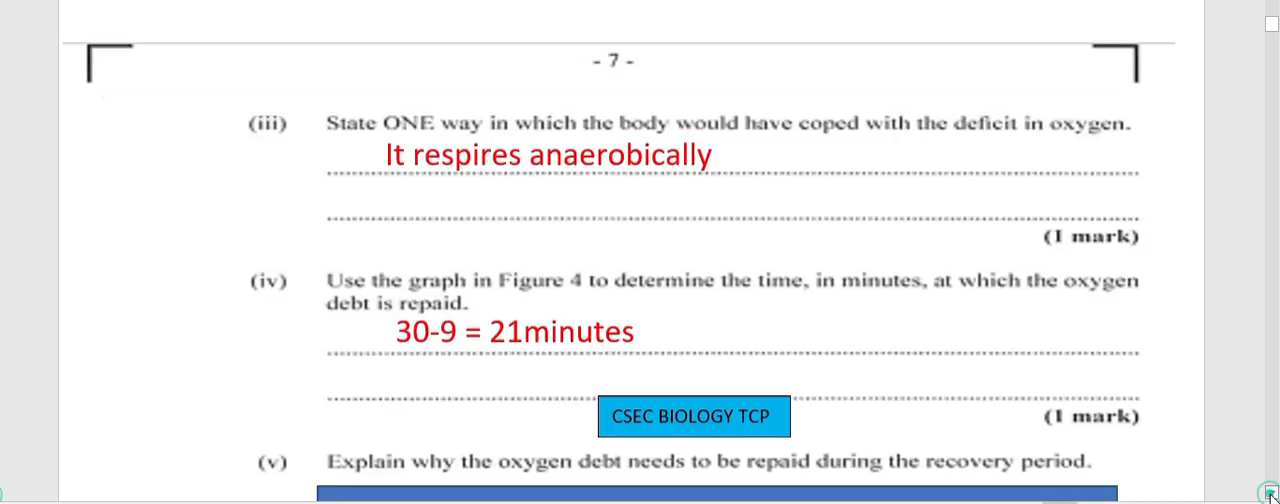 - 7 -
(iii) State ONE way in which the body would have coped with the deficit in oxygen.
It respires anaerobically
(1 mark)
(iv) Use the graph in Figure 4 to determine the time, in minutes, at which the oxygen
debt is repaid.
30-9 = 21minutes
CSEC BIOLOGY TCP
(1 mark)
(v) Explain why the oxygen debt needs to be repaid during the recovery period.